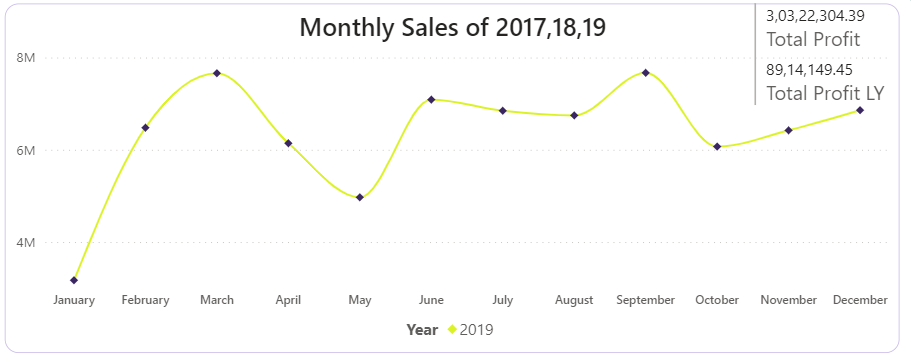 Monthly Sales of 2017,18,19
3,03,22,304.39
Total Profit
89,14,149.45
Total Profit LY
8M
6M
4M
January February March April May June July August September October November December
Year 2019